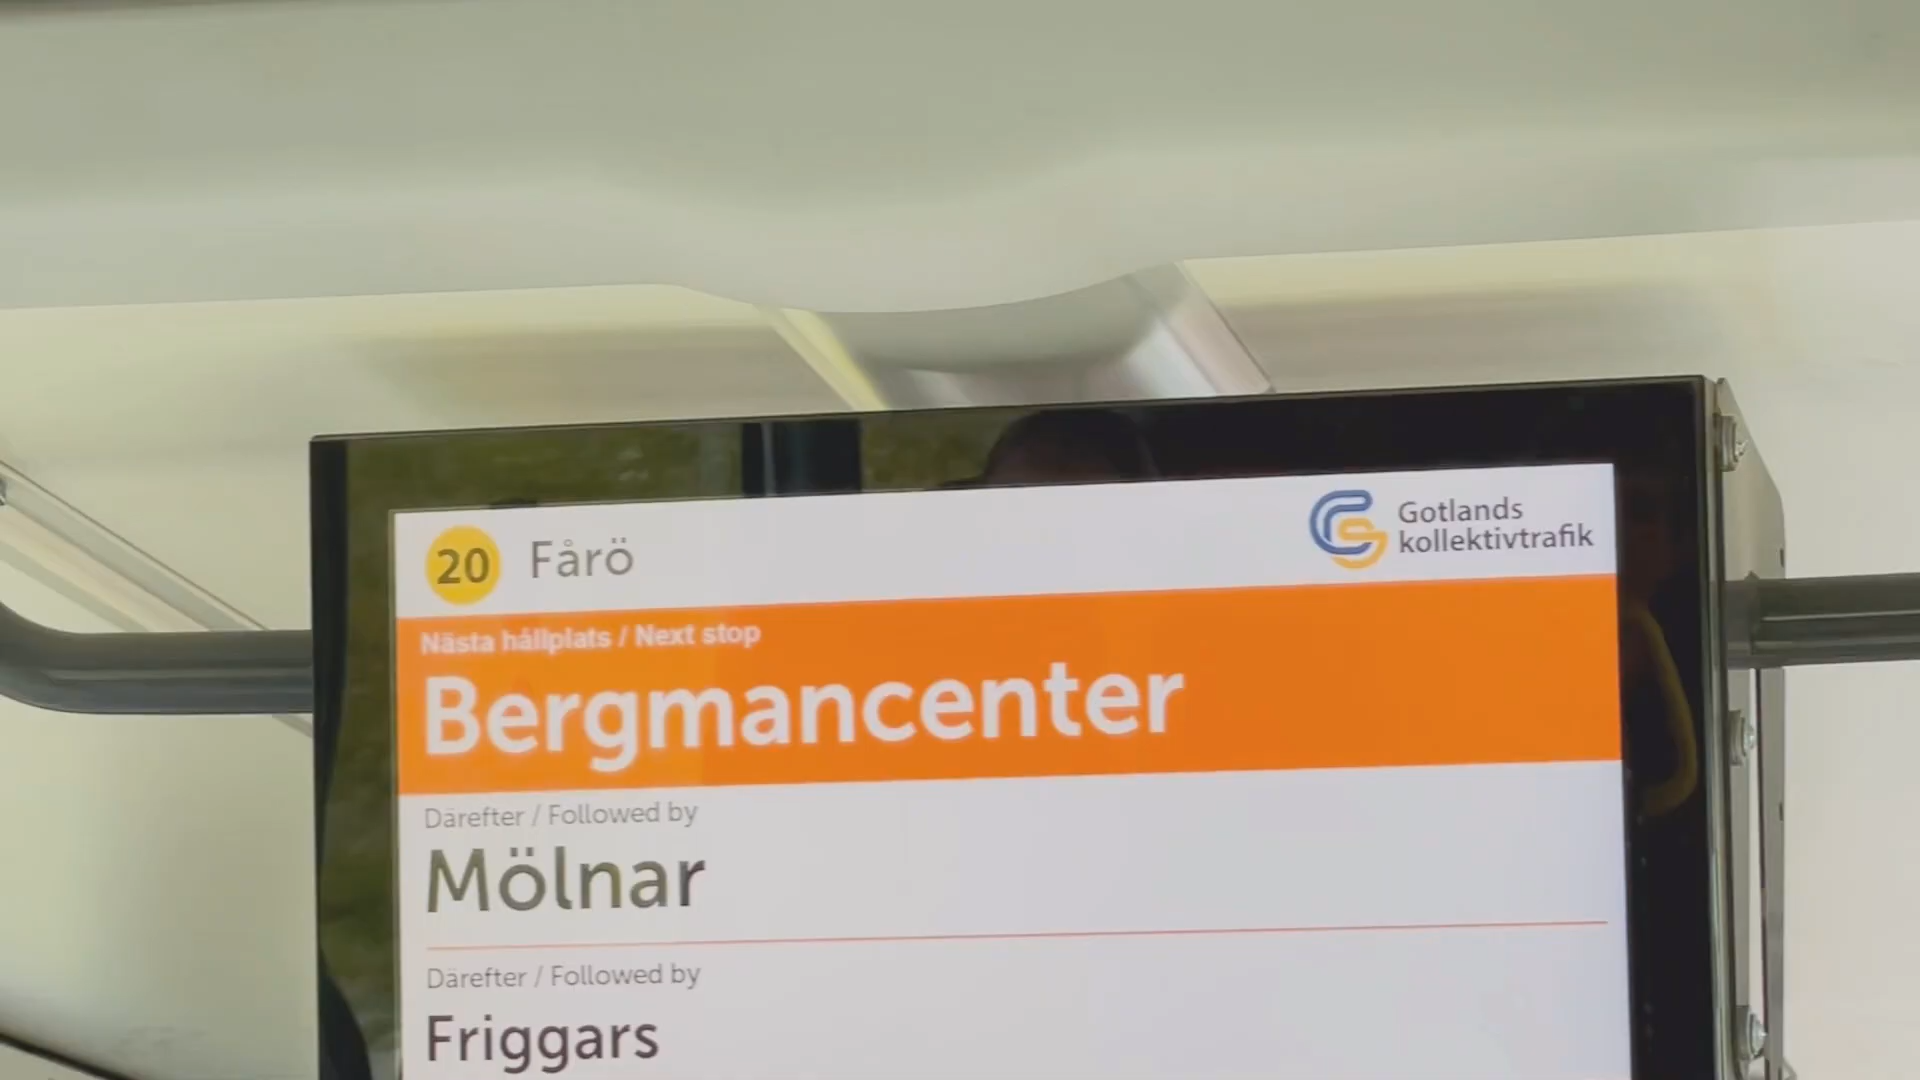 20 Fårö
Gotlands
kollektivtrafik
Nästa hållplats / Next stop
Bergmancenter
Därefter / Followed by
Mölnar
Därefter / Followed by
Friggars